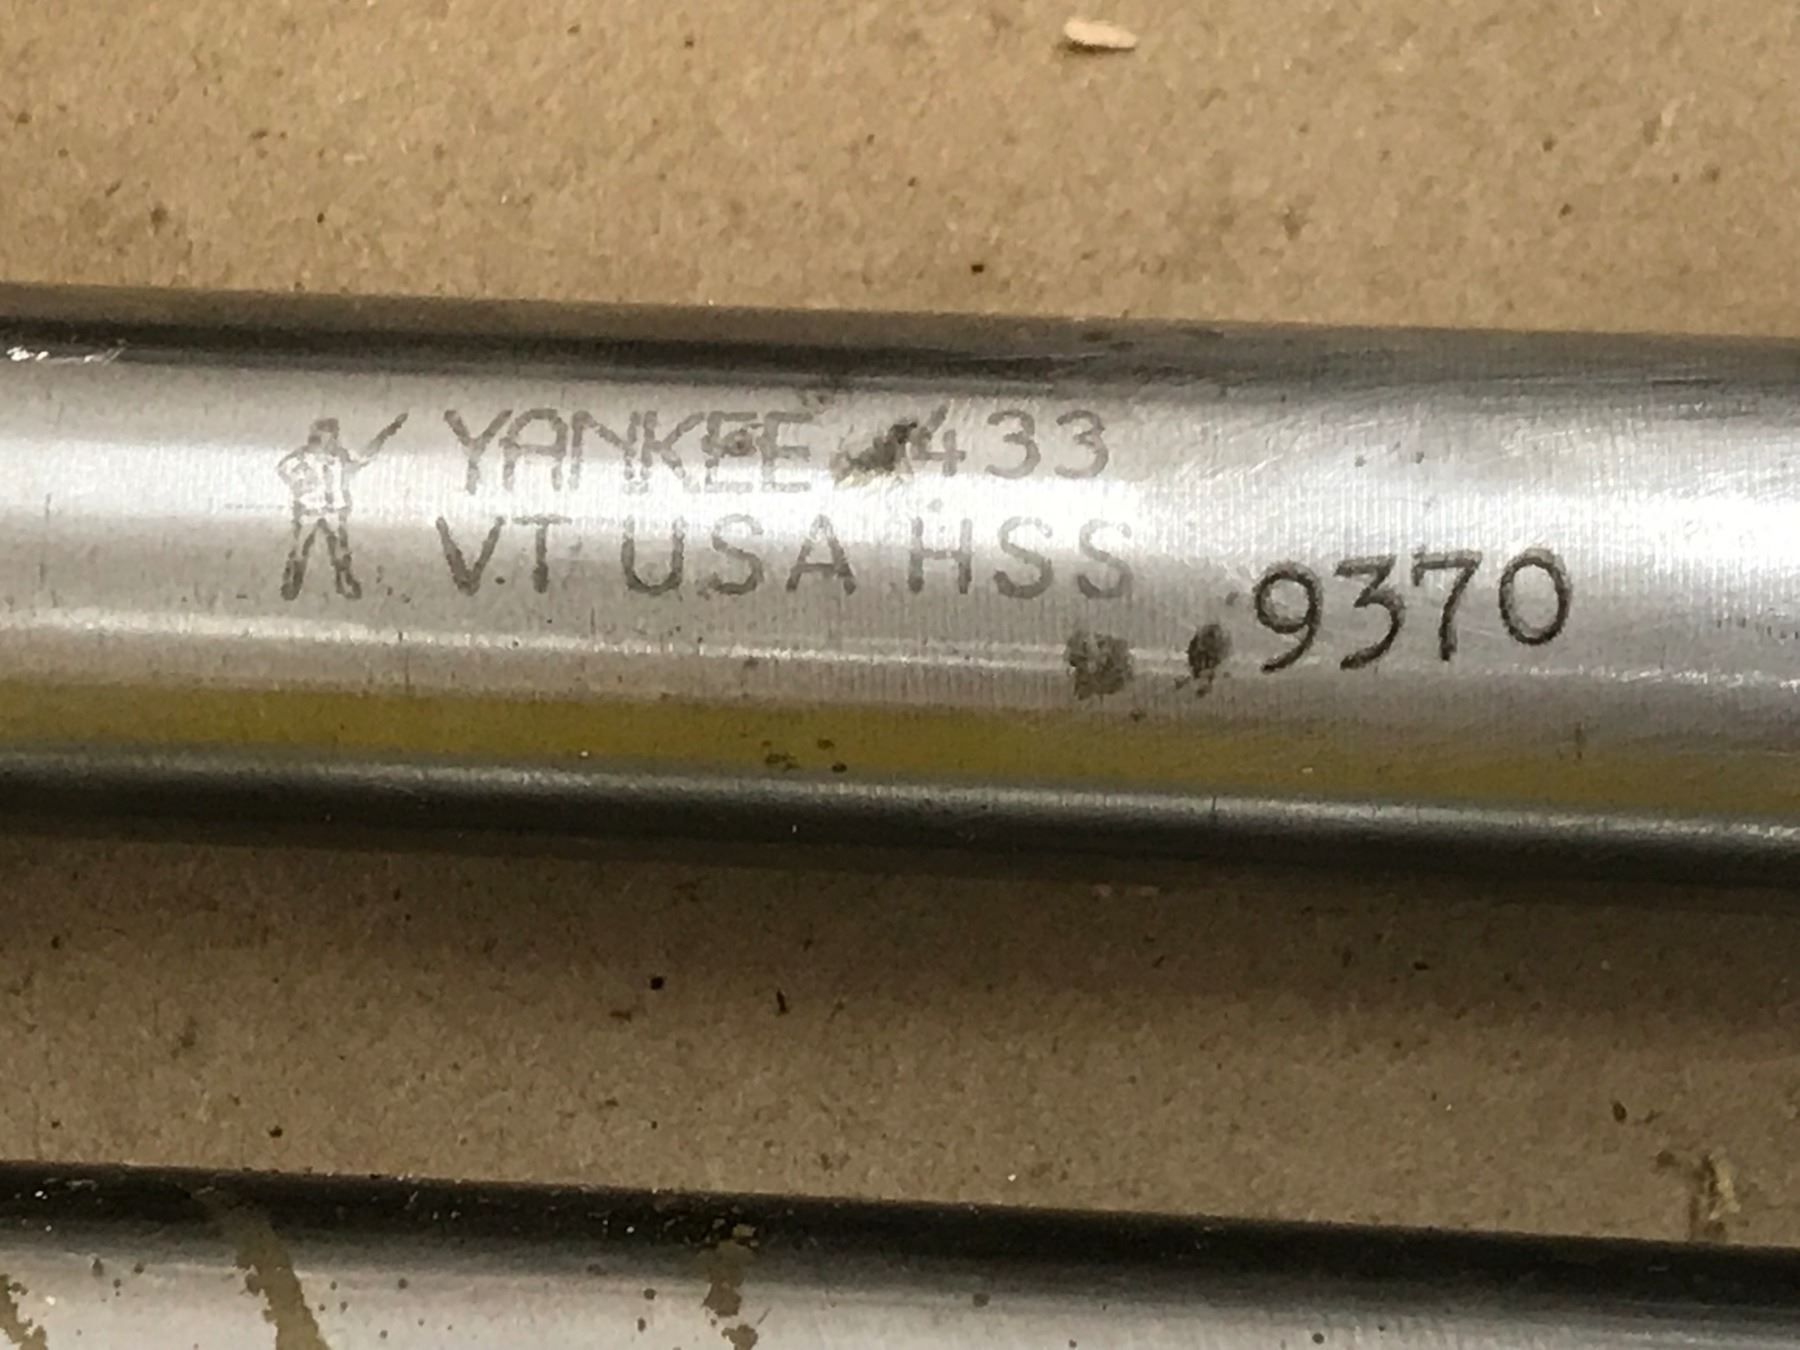 YANKEE 433
VT USA HSS
.9370